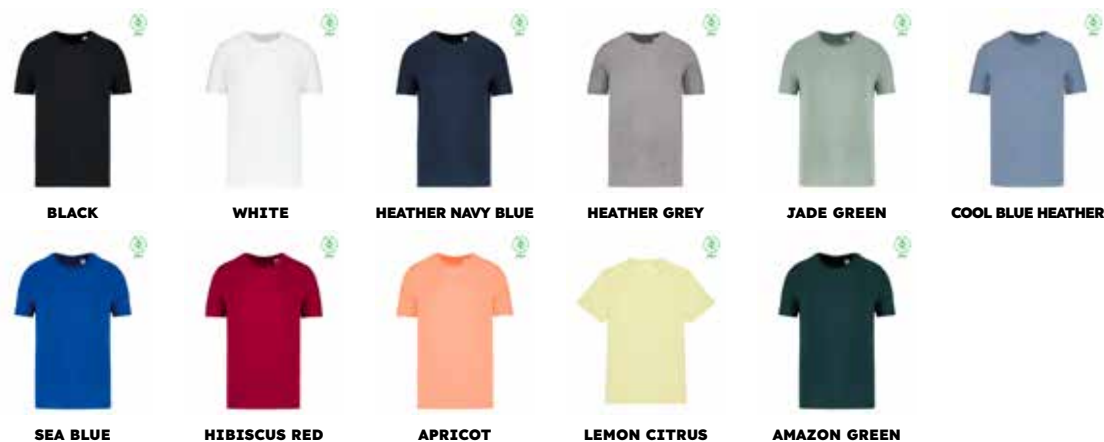 BLACK
WHITE
HEATHER NAVY BLUE
HEATHER GREY
JADE GREEN
COOL BLUE HEATHER
SEA BLUE
HIBISCUS RED
APRICOT
LEMON CITRUS
AMAZON GREEN